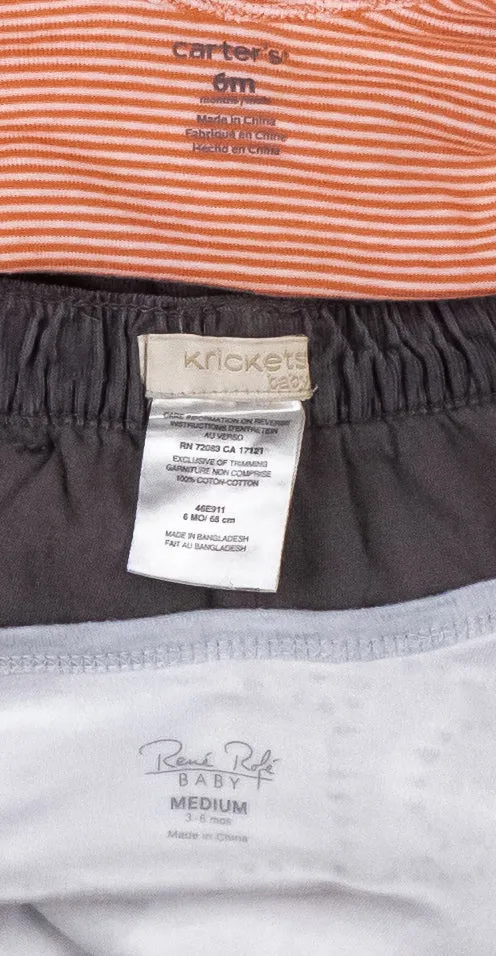 carter's
6m
Made in China
Fabriqué en Chine
Hecho en China
Krickets
baby
CARE INFORMATION ON REVERSE
INSTRUCTIONS D'ENTRETIEN
AU VERSO
RN 72083 CA 17121
EXCLUSIVE OF TRIMMING
GARNITURE NON COMPRISE
100% COTON-COTTON
46E911
6 MO/ 68 cm
MADE IN BANGLADESH
FAIT AU BANGLADESH
René Rofé
BABY
MEDIUM
3-6 mos
Made in China